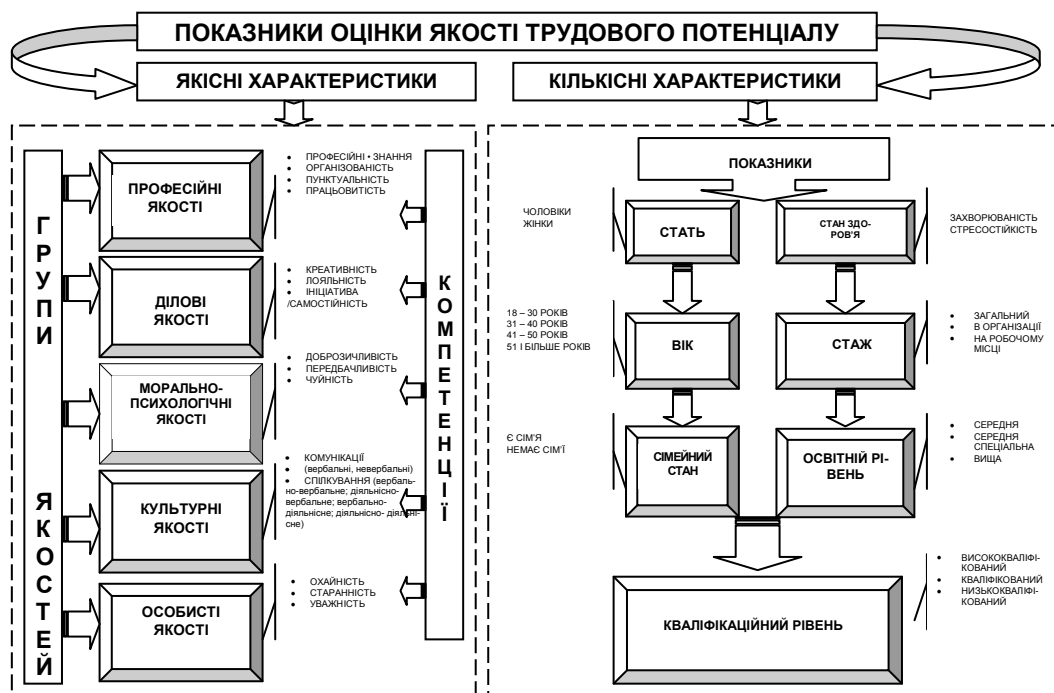 ПОКАЗНИКИ ОЦІНКИ ЯКОСТІ ТРУДОВОГО ПОТЕНЦІАЛУ
ЯКІСНІ ХАРАКТЕРИСТИКИ
КІЛЬКІСНІ ХАРАКТЕРИСТИКИ
ГРУПИ
ЯКОСТЕЙ
ПРОФЕСІЙНІ
ЯКОСТІ
• ПРОФЕСІЙНІ • ЗНАННЯ
• ОРГАНІЗОВАНІСТЬ
• ПУНКТУАЛЬНІСТЬ
• ПРАЦЬОВИТІСТЬ
ДІЛОВІ
ЯКОСТІ
• КРЕАТИВНІСТЬ
• ЛОЯЛЬНІСТЬ
• ІНІЦІАТИВА
/САМОСТІЙНІСТЬ
МОРАЛЬНО-
ПСИХОЛОГІЧНІ
ЯКОСТІ
• ДОБРОЗИЧЛИВІСТЬ
• ПЕРЕДБАЧЛИВІСТЬ
• ЧУЙНІСТЬ
КУЛЬТУРНІ
ЯКОСТІ
• КОМУНІКАЦІЇ
• (вербальні, невербальні)
• СПІЛКУВАННЯ (вербаль-
но-вербальне; діяльнісно-
вербальне; вербально-
діяльнісне; діяльнісно- діяльні-
сне)
ОСОБИСТІ
ЯКОСТІ
• ОХАЙНІСТЬ
• СТАРАННІСТЬ
• УВАЖНІСТЬ
КОМПЕТЕНЦІЇ
ПОКАЗНИКИ
ЧОЛОВІКИ
ЖІНКИ
СТАТЬ
СТАН ЗДО-
РОВ'Я
ЗАХВОРЮВАНІСТЬ
СТРЕСОСТІЙКІСТЬ
18 – 30 РОКІВ
31 – 40 РОКІВ
41 – 50 РОКІВ
51 І БІЛЬШЕ РОКІВ
ВІК
СТАЖ
• ЗАГАЛЬНИЙ
• В ОРГАНІЗАЦІЇ
• НА РОБОЧОМУ
МІСЦІ
Є СІМ'Я
НЕМАЄ СІМ'Ї
СІМЕЙНИЙ
СТАН
ОСВІТНІЙ РІ-
ВЕНЬ
• СЕРЕДНЯ
• СЕРЕДНЯ
СПЕЦІАЛЬНА
• ВИЩА
КВАЛІФІКАЦІЙНИЙ РІВЕНЬ
• ВИСОКОКВАЛІФІ-
КОВАНИЙ
• КВАЛІФІКОВАНИЙ
• НИЗЬКОКВАЛІФІ-
КОВАНИЙ